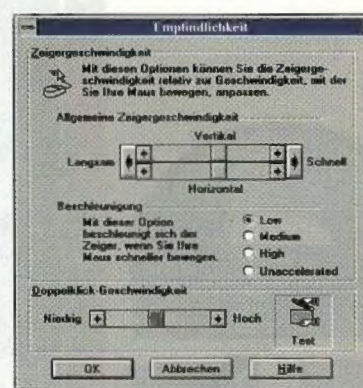 Empfindlichkeit
Zeigergeschwindigkeit
Mit diesen Optionen können Sie die Zeigerge-
schwindigkeit relativ zur Geschwindigkeit, mit der
Sie Ihre Maus bewegen, anpassen.
Allgemeine Zeigergeschwindigkeit
Vertikal
Langsam
Schnell
Horizontal
Beschleunigung
Mit dieser Option
beschleunigt sich der
Zeiger, wenn Sie Ihre
Maus schneller bewegen.
Low
Medium
High
Unaccelerated
Doppelklick-Geschwindigkeit
Niedrig
Hoch
Test
OK
Abbrechen
Hilfe